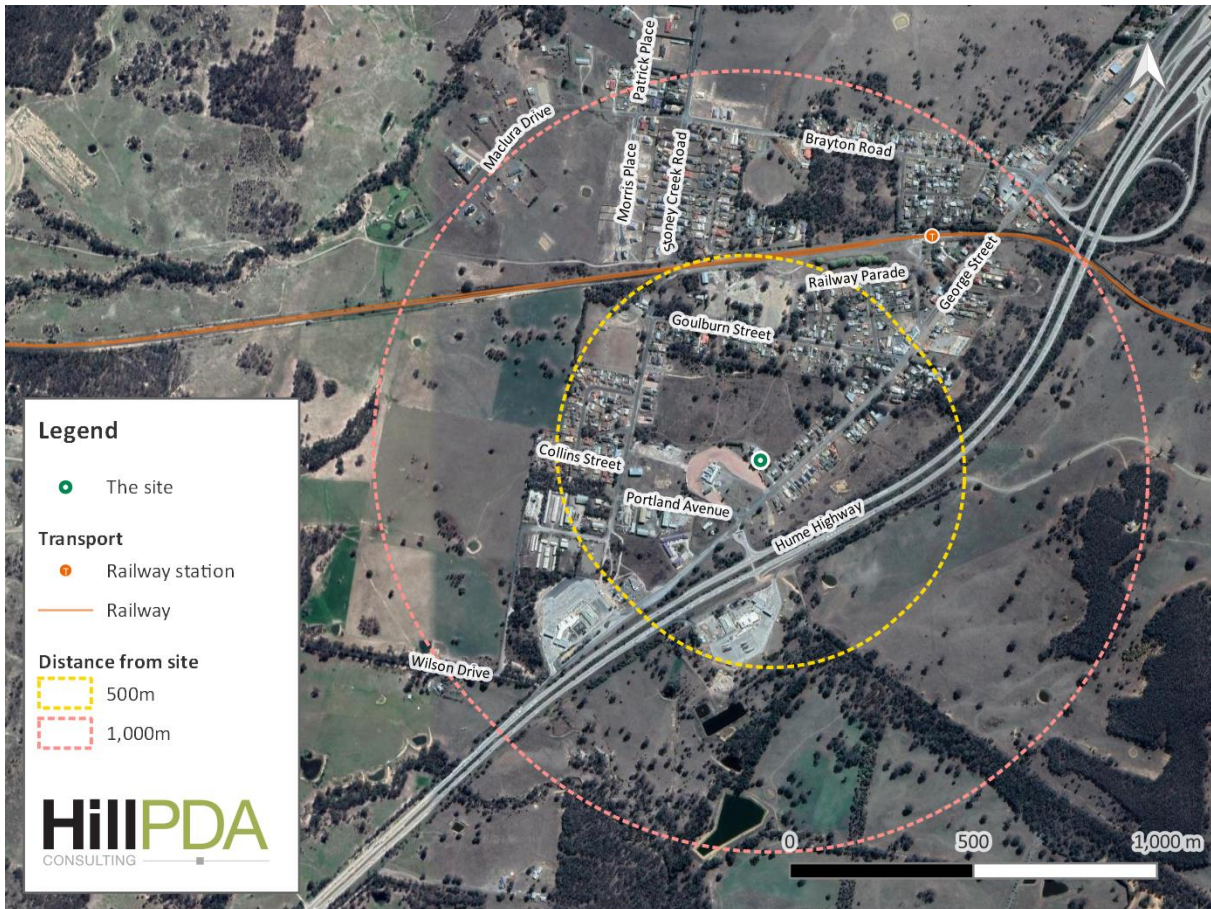 Patrick Place
Maclura Drive
Morris Place
Stoney Creek Road
Brayton Road
T
Railway Parade
George Street
Goulburn Street
Collins Street
Portland Avenue
Hume Highway
Wilson Drive
Legend
The site
Transport
T Railway station
Railway
Distance from site
500m
1,000m
HillPDA
CONSULTING
0 500 1,000 m